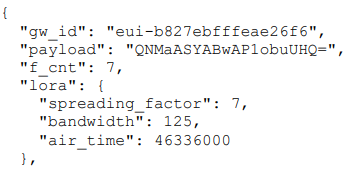 {
"gw_id": "eui-b827ebfffeae26f6",
"payload": "QNMaASYABwAP1obuUHQ=",
"f_cnt": 7,
"lora": {
"spreading_factor": 7,
"bandwidth": 125,
"air_time": 46336000
},